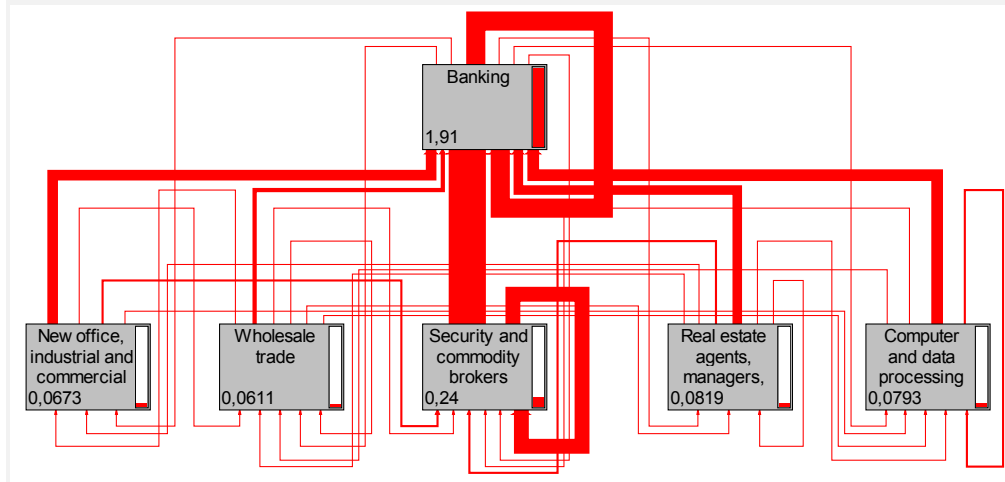 Banking
1,91
New office,
industrial and
commercial
0,0673
Wholesale
trade
0,0611
Security and
commodity
brokers
0,24
Real estate
agents,
managers,
0,0819
Computer
and data
processing
0,0793